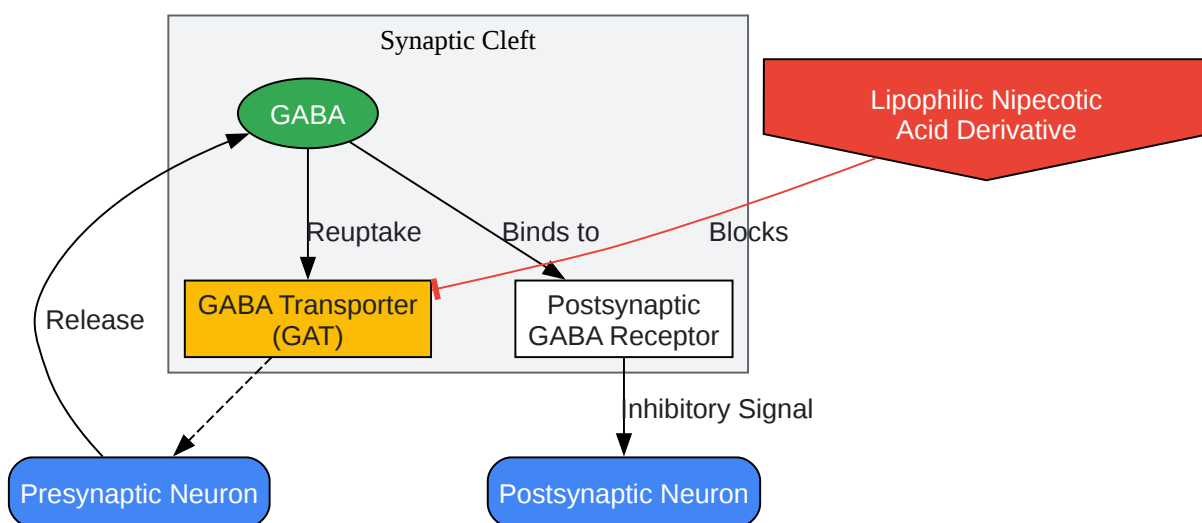 Synaptic Cleft
GABA
Lipophilic Nipecotic
Acid Derivative
Reuptake
Binds to
Blocks
GABA Transporter
(GAT)
Postsynaptic
GABA Receptor
Release
Inhibitory Signal
Presynaptic Neuron
Postsynaptic Neuron